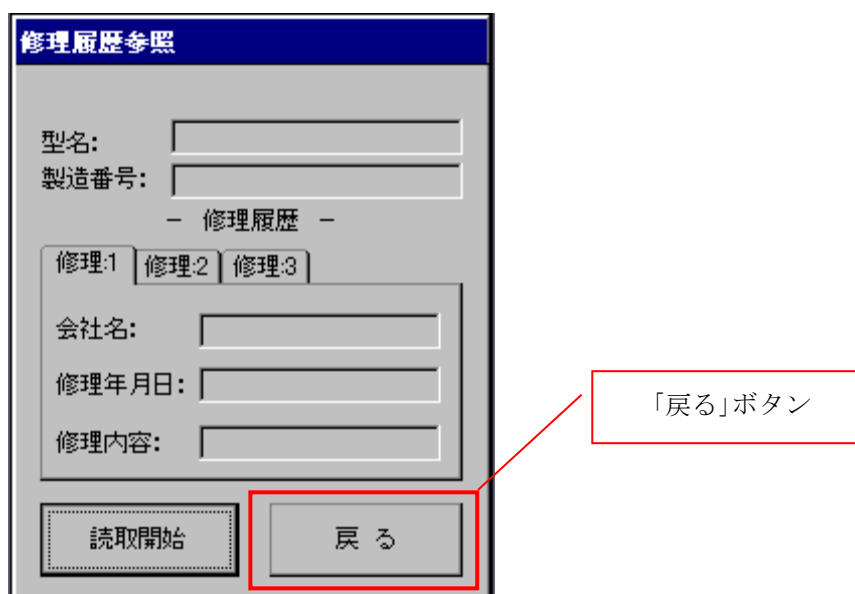 修理履歴参照
型名:
製造番号:
－ 修理履歴 －
修理:1 修理:2 修理:3
会社名:
修理年月日:
「戻る」ボタン
修理内容:
読取開始 戻 る